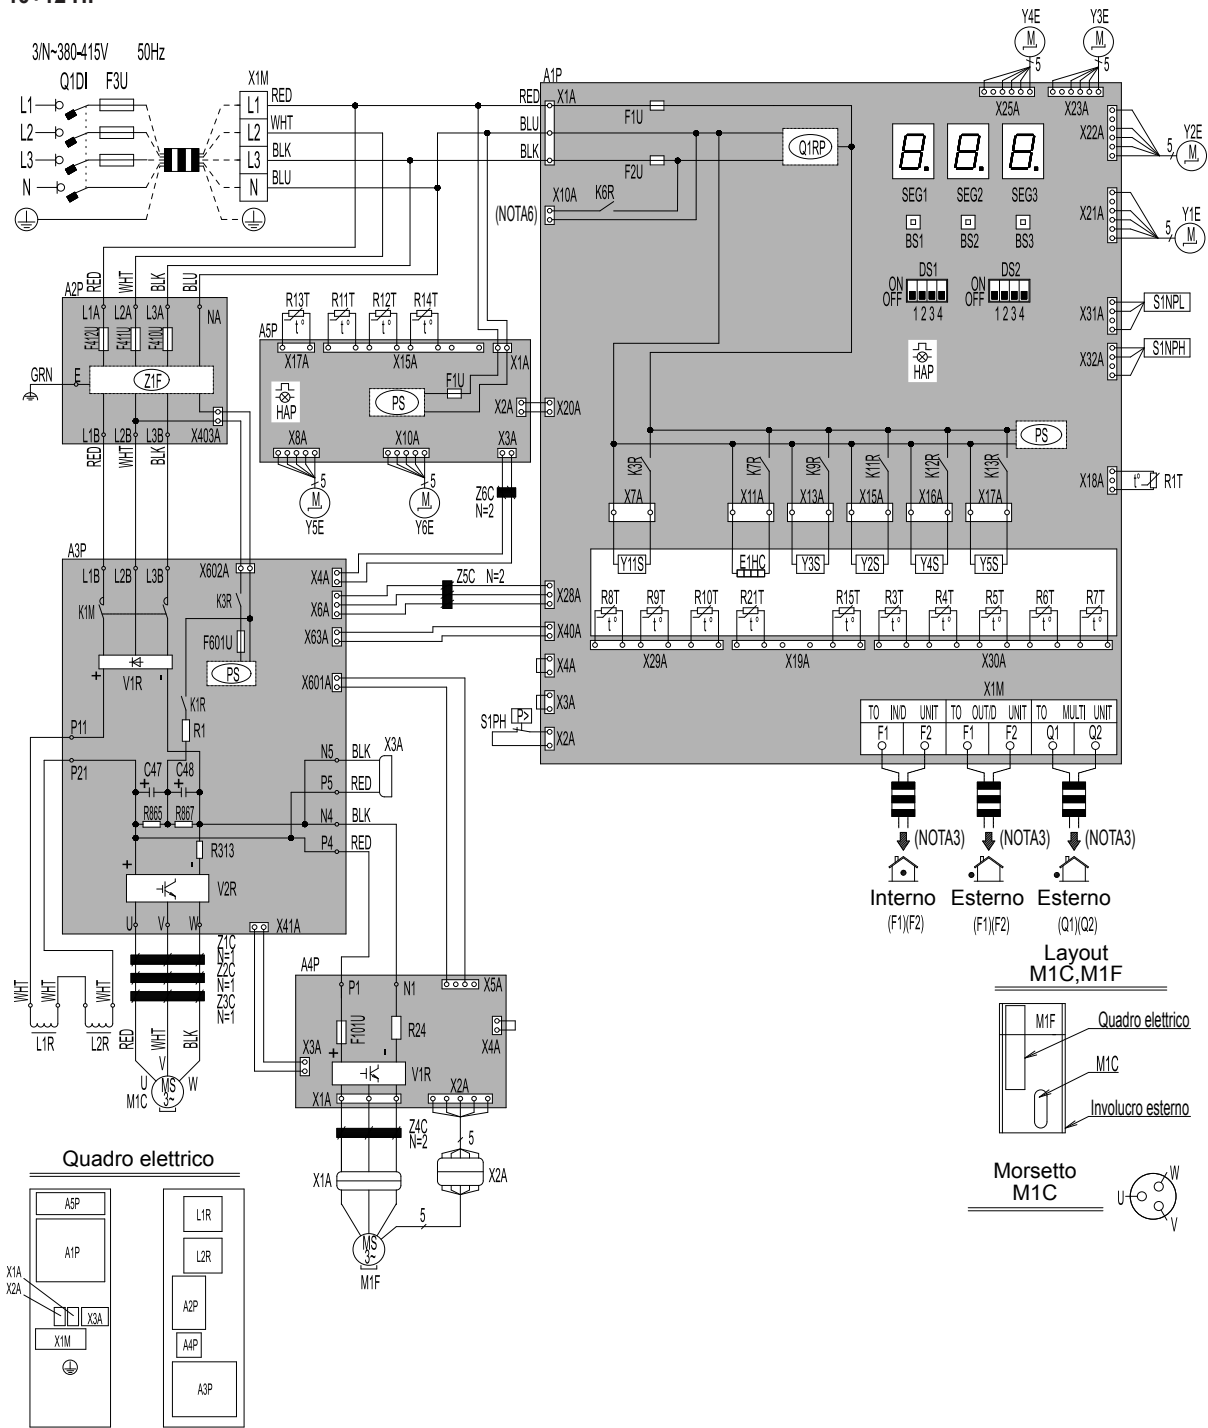 3/N~380-415V 50Hz
Q1DI F3U X1M
L1 L1 RED
L2 L2 WHT
L3 L3 BLK
N N BLU
A1P
RED X1A
BLU
BLK
F1U
F2U
Q1RP
X10A K6R
(NOTA6)
Y4E Y3E
M M
5 5
X25A X23A
X22A
5 Y2E
M
SEG1 SEG2 SEG3
BS1 BS2 BS3
X21A
5 Y1E
M
DS1 DS2
ON ON
OFF OFF
1 2 3 4 1 2 3 4
X31A S1NPL
X32A S1NPH
HAP
RED WHT BLK BLU
A2P
L1A L2A L3A NA
F412U F411U F410U
GRN E
Z1F
L1B L2B L3B X403A
RED WHT BLK
R13T R11T R12T R14T
t° t° t° t°
A5P
X17A X15A X1A
F1U
HAP PS
X2A X20A
X8A X10A X3A
5 5
M M
Y5E Y6E
Z6C
N=2
PS
K3R K7R K9R K11R K12R K13R
X7A X11A X13A X15A X16A X17A
X18A t° R1T
Y11S E1HC Y3S Y2S Y4S Y5S
R8T R9T R10T R21T R15T R3T R4T R5T R6T R7T
t° t° t° t° t° t° t° t° t° t°
X29A X19A X30A
A3P
L1B L2B L3B X602A
X4A
X6A
X63A
Z5C N=2
X28A
X40A
X4A
X3A
X2A
S1PH P>
K1M
K3R
F601U
PS
V1R
+ -
K1R
R1
X601A
P11
P21
C47 C48
+ +
R865 R867
R313
N5 BLK X3A
P5 RED
N4 BLK
P4 RED
+ -
V2R
U V W
X41A
Z1C
N=1
Z2C
N=1
Z3C
N=1
WHT WHT WHT WHT
L1R L2R
RED WHT BLK
U V W
MS
3~
M1C
A4P
P1 N1 X5A
F101U R24
X4A
X3A
+ -
V1R
X1A X2A
Z4C
N=2
5
X1A X2A
5
MS
3~
M1F
X1M
TO IN/D UNIT TO OUT/D UNIT TO MULTI UNIT
F1 F2 F1 F2 Q1 Q2
(NOTA3) (NOTA3) (NOTA3)
Interno Esterno Esterno
(F1)(F2) (F1)(F2) (Q1)(Q2)
Layout
M1C,M1F
M1F
Quadro elettrico
M1C
Involucro esterno
Morsetto
M1C
U W
V
Quadro elettrico
A5P
A1P
X1A
X2A
X3A
X1M
L1R
L2R
A2P
A4P
A3P